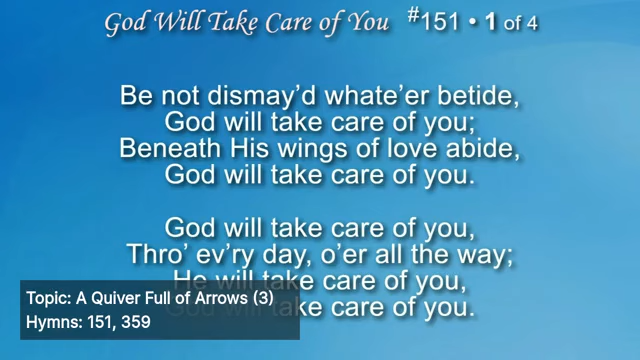 God Will Take Care of You #151 • 1 of 4
Be not dismay’d whate’er betide,
God will take care of you;
Beneath His wings of love abide,
God will take care of you.
God will take care of you,
Thro’ ev’ry day, o’er all the way;
He will take care of you,
God will take care of you.
Topic: A Quiver Full of Arrows (3)
Hymns: 151, 359